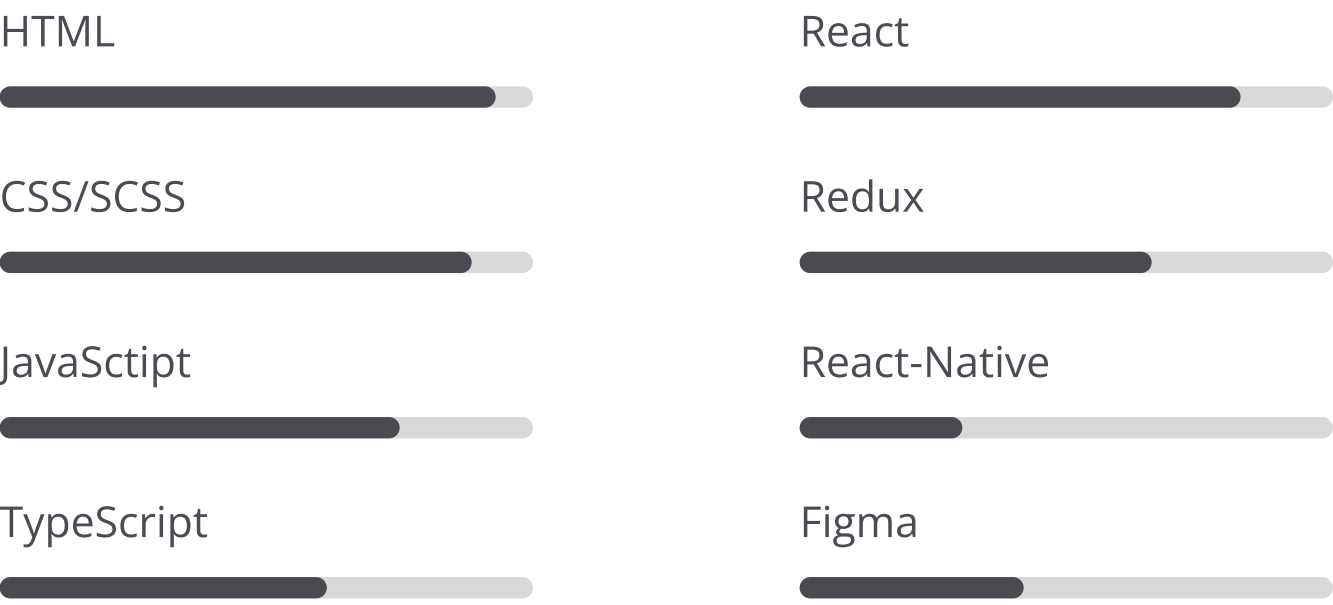 HTML
React
CSS/SCSS
Redux
JavaSctipt
React-Native
TypeScript
Figma